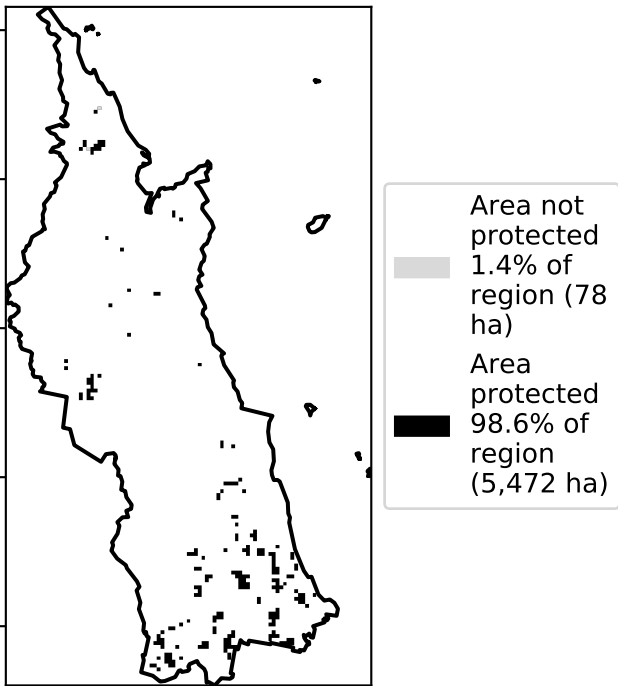 Area not
protected
1.4% of
region (78
ha)
Area
protected
98.6% of
region
(5,472 ha)